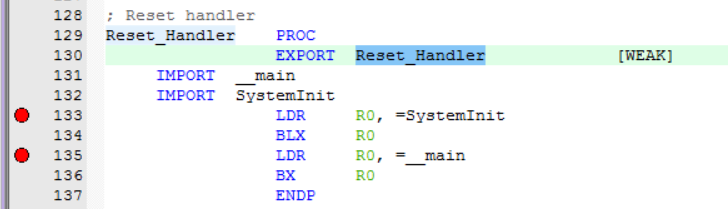 128 ; Reset handler
129 Reset_Handler PROC
130 EXPORT Reset_Handler [WEAK]
131 IMPORT __main
132 IMPORT SystemInit
133 LDR R0, =SystemInit
134 BLX R0
135 LDR R0, =__main
136 BX R0
137 ENDP